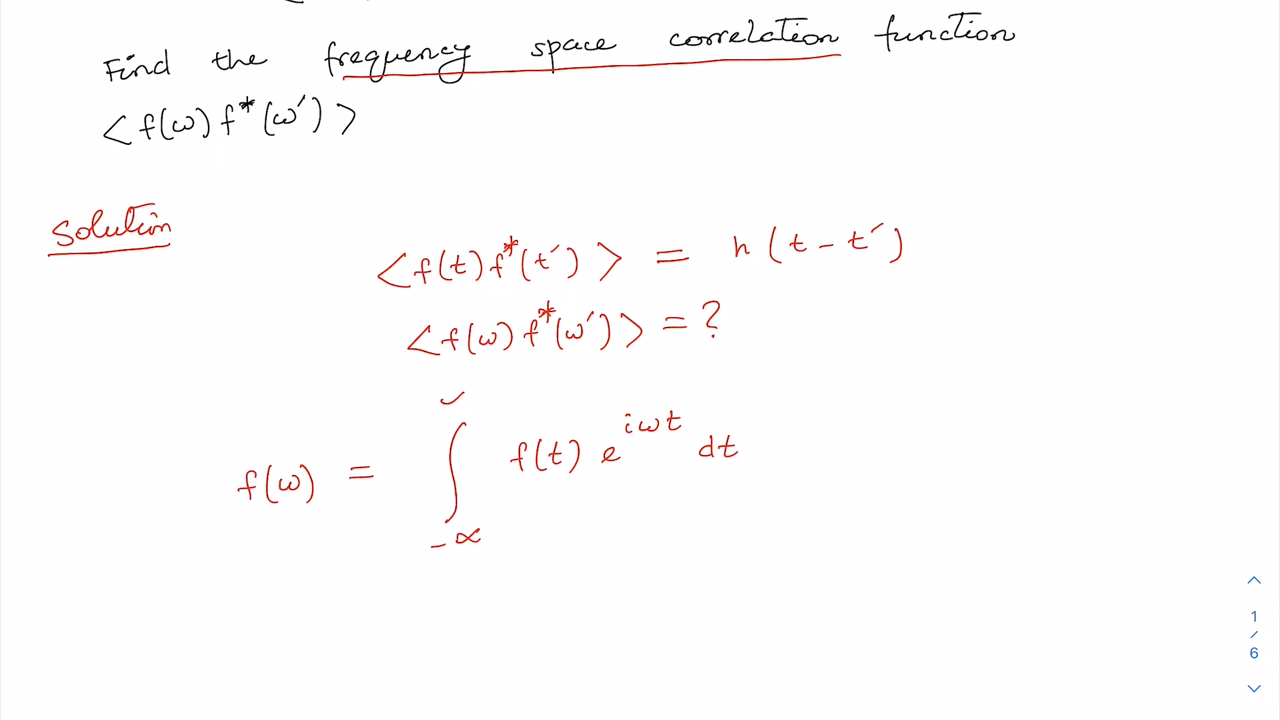 Find the frequency space correlation function
<f(ω) f*(ω′)>
Solution
<f(t) f*(t′)> = h(t − t′)
<f(ω) f*(ω′)> = ?
f(ω) = ∫_{-∝} f(t) e^{iωt} dt
1
/
6